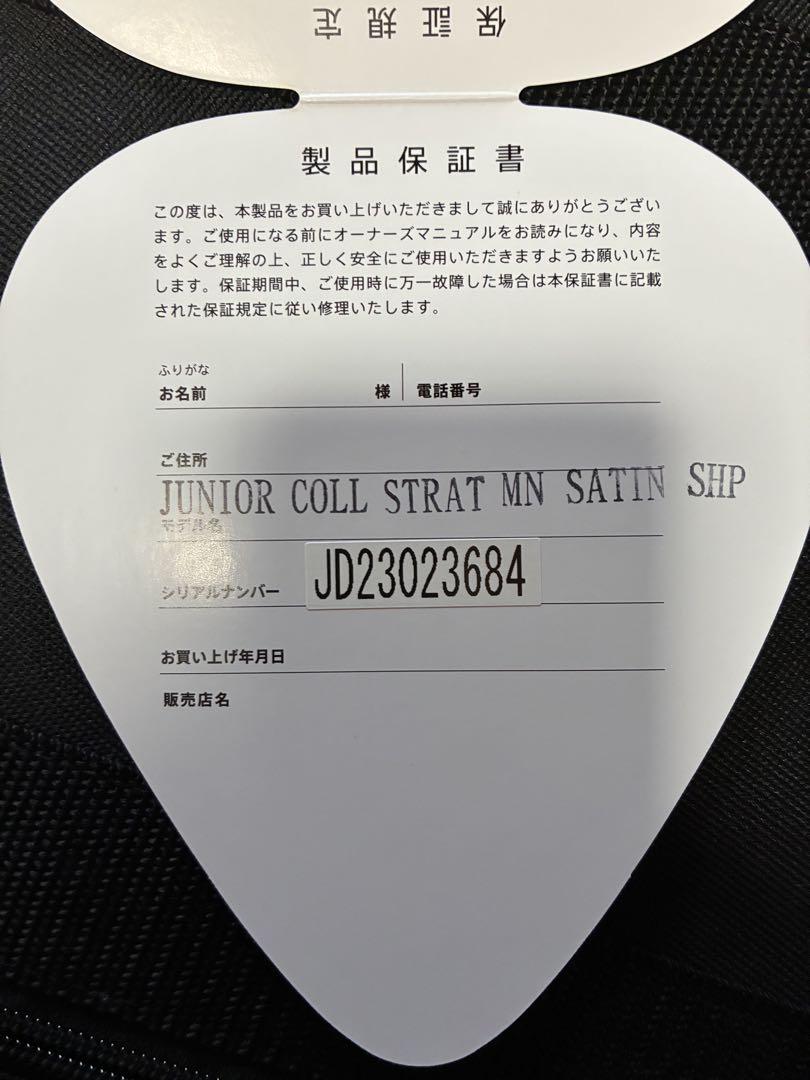 保証規定
製品保証書
この度は、本製品をお買い上げいただきまして誠にありがとうござい
ます。ご使用になる前にオーナーズマニュアルをお読みになり、内容
をよくご理解の上、正しく安全にご使用いただきますようお願いいた
します。保証期間中、ご使用時に万一故障した場合は本保証書に記載
された保証規定に従い修理いたします。
ふりがな
お名前 様 電話番号
ご住所
JUNIOR COLL STRAT MN SATIN SHP
モデル名
シリアルナンバー JD23023684
お買い上げ年月日
販売店名